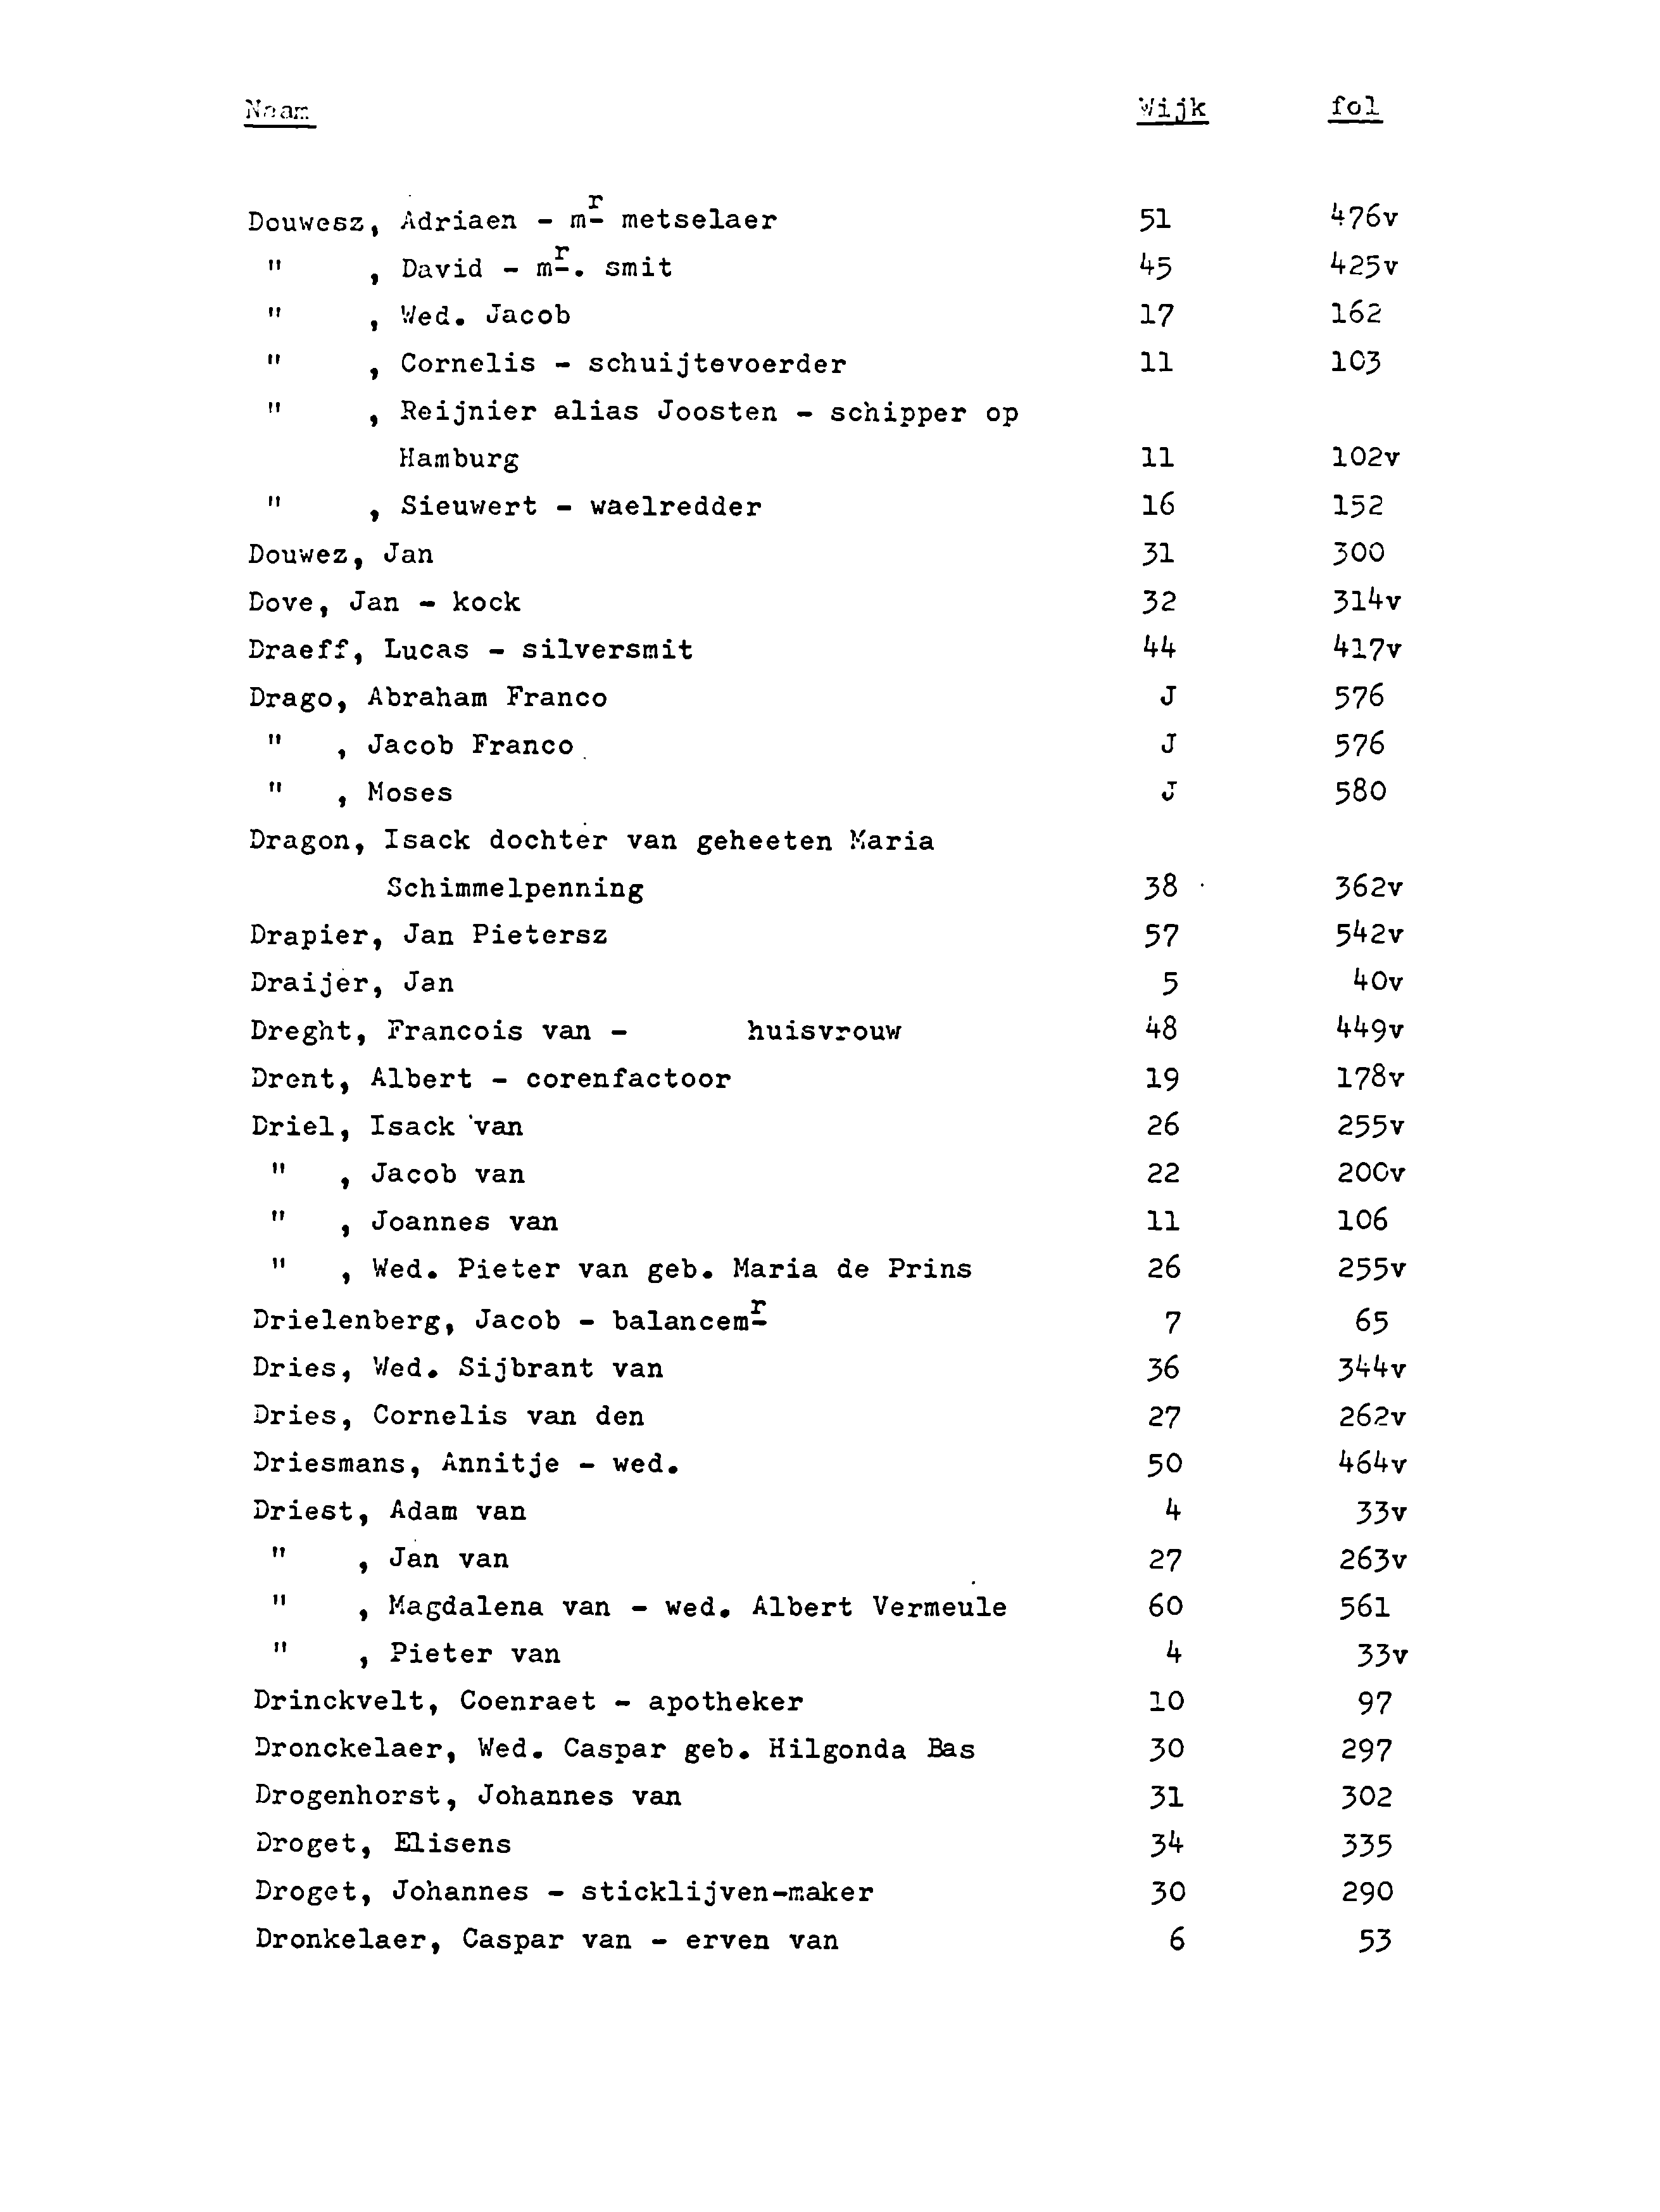 Naam Wijk fol
Douwesz, Adriaen - mr metselaer 51 476v
" , David - mr. smit 45 425v
" , Wed. Jacob 17 162
" , Cornelis - schuijtevoerder 11 103
" , Reijnier alias Joosten - schipper op
Hamburg 11 102v
" , Sieuwert - waelredder 16 152
Douwez, Jan 31 300
Dove, Jan - kock 32 314v
Draeff, Lucas - silversmit 44 417v
Drago, Abraham Franco J 576
" , Jacob Franco J 576
" , Moses J 580
Dragon, Isack dochter van geheeten Maria
Schimmelpenning 38 362v
Drapier, Jan Pietersz 57 542v
Draijer, Jan 5 40v
Dreght, Francois van - huisvrouw 48 449v
Drent, Albert - corenfactoor 19 178v
Driel, Isack van 26 255v
" , Jacob van 22 200v
" , Joannes van 11 106
" , Wed. Pieter van geb. Maria de Prins 26 255v
Drielenberg, Jacob - balancemr 7 65
Dries, Wed. Sijbrant van 36 344v
Dries, Cornelis van den 27 262v
Driesmans, Annitje - wed. 50 464v
Driest, Adam van 4 33v
" , Jan van 27 263v
" , Magdalena van - wed. Albert Vermeule 60 561
" , Pieter van 4 33v
Drinckvelt, Coenraet - apotheker 10 97
Dronckelaer, Wed. Caspar geb. Hilgonda Bas 30 297
Drogenhorst, Johannes van 31 302
Droget, Elisens 34 335
Droget, Johannes - sticklijven-maker 30 290
Dronkelaer, Caspar van - erven van 6 53